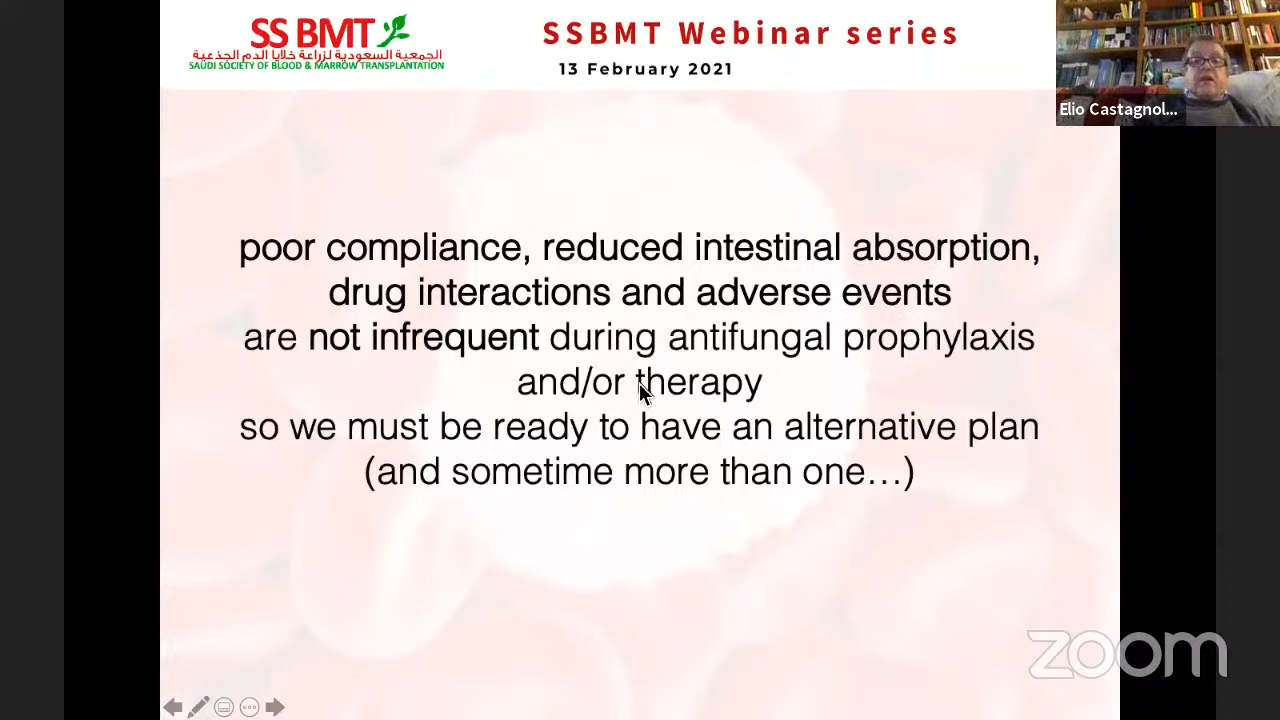 SS BMT
الجمعية السعودية لزراعة خلايا الدم الجذعية
SAUDI SOCIETY OF BLOOD & MARROW TRANSPLANTATION
SSBMT Webinar series
13 February 2021
Elio Castagnol...
poor compliance, reduced intestinal absorption,
drug interactions and adverse events
are not infrequent during antifungal prophylaxis
and/or therapy
so we must be ready to have an alternative plan
(and sometime more than one…)
zoom